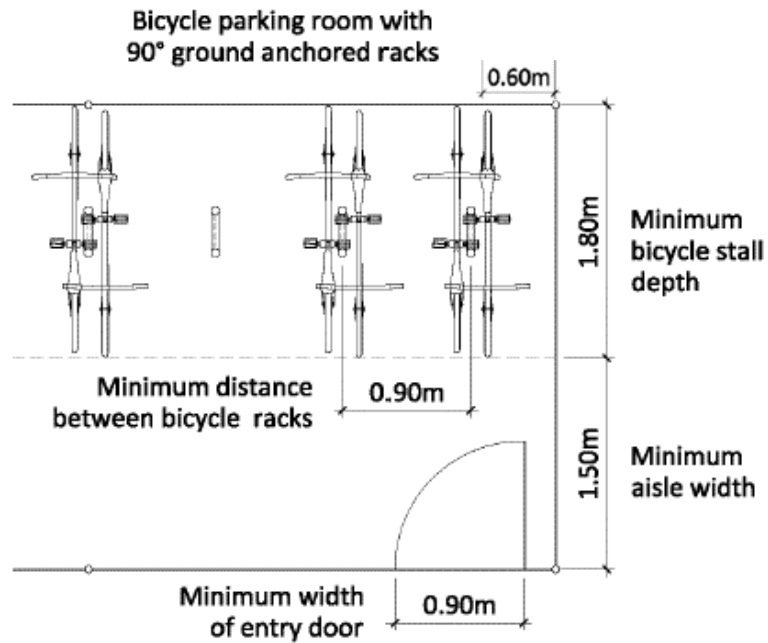 Bicycle parking room with
90° ground anchored racks
0.60m
1.80m
Minimum
bicycle stall
depth
Minimum distance
between bicycle racks
0.90m
1.50m
Minimum
aisle width
Minimum width
of entry door
0.90m